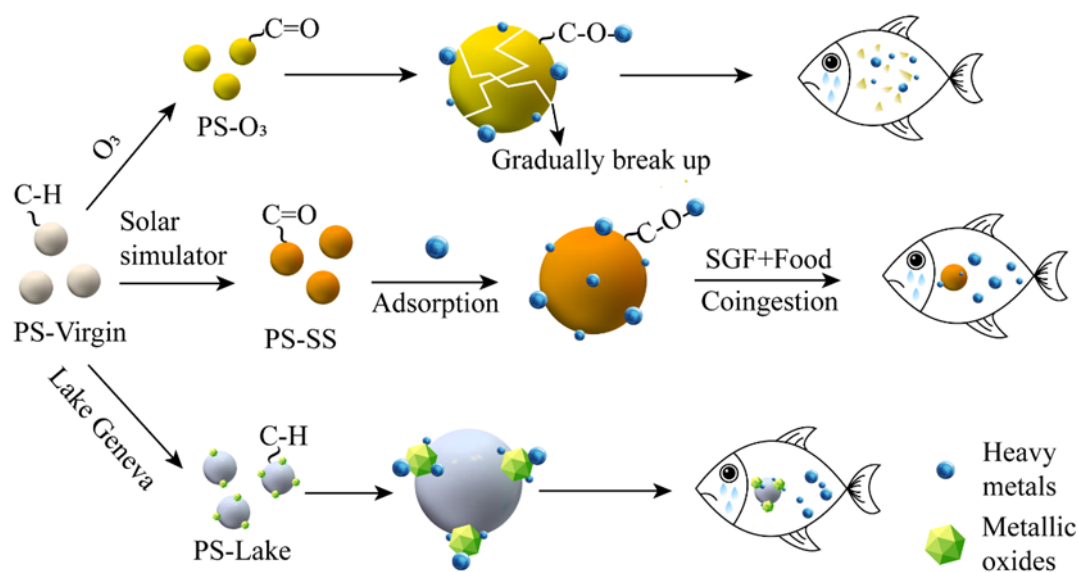 C=O
C-O-
PS-O₃
O₃
Gradually break up
C-H
Solar
simulator
C=O
C-O-
SGF+Food
Adsorption
Coingestion
PS-Virgin
PS-SS
Lake Geneva
C-H
Heavy
metals
PS-Lake
Metallic
oxides